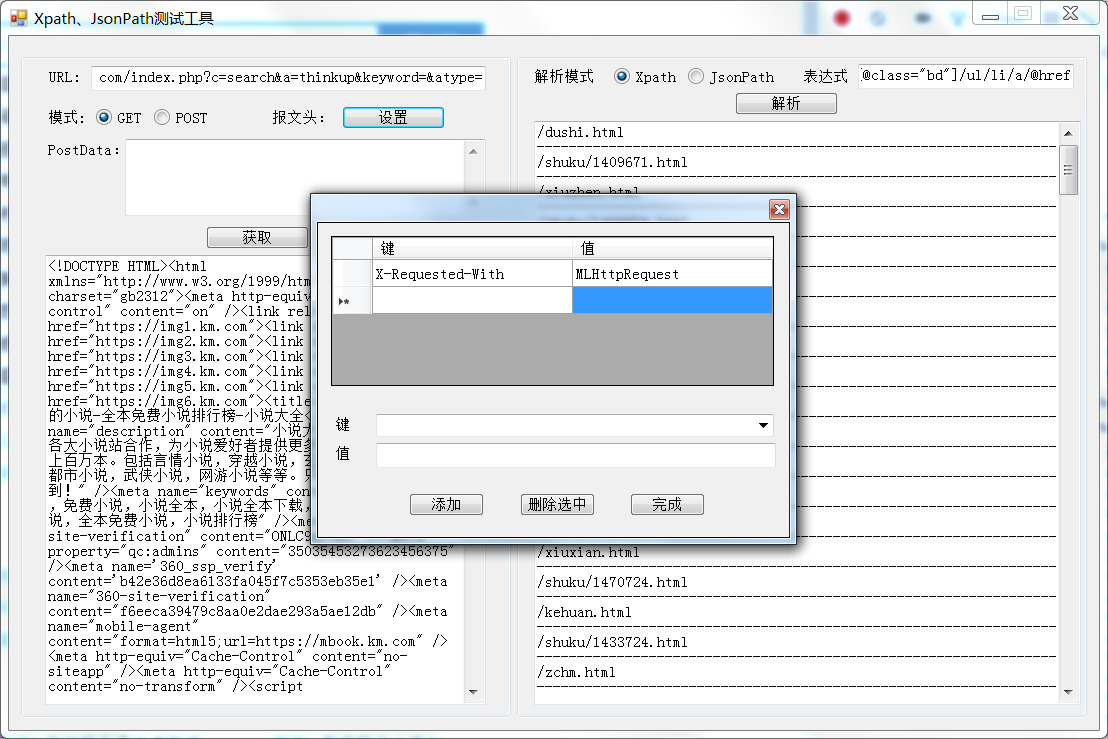 Xpath、JsonPath测试工具
URL: com/index.php?c=search&a=thinkup&keyword=&atype=
模式: GET POST 报文头: 设置
PostData:
获取
<!DOCTYPE HTML><html
xmlns="http://www.w3.org/1999/htm
charset="gb2312"><meta http-equiv
control" content="on" /><link rel
href="https://img1.km.com"><link
href="https://img2.km.com"><link
href="https://img3.km.com"><link
href="https://img4.km.com"><link
href="https://img5.km.com"><link
href="https://img6.km.com"><title
的小说-全本免费小说排行榜-小说大全<
name="description" content="小说大
各大小说站合作，为小说爱好者提供更多
上百万本。包括言情小说，穿越小说，玄
都市小说，武侠小说，网游小说等等。只
到！" /><meta name="keywords" con
，免费小说，小说全本，小说全本下载，
说，全本免费小说，小说排行榜" /><me
site-verification" content="ONLC9
property="qc:admins" content="35035453273623456375"
/><meta name='360_ssp_verify'
content='b42e36d8ea6133fa045f7c5353eb35e1' /><meta
name="360-site-verification"
content="f6eeca39479c8aa0e2dae293a5ae12db" /><meta
name="mobile-agent"
content="format=html5;url=https://mbook.km.com" />
<meta http-equiv="Cache-Control" content="no-
siteapp" /><meta http-equiv="Cache-Control"
content="no-transform" /><script
解析模式 Xpath JsonPath 表达式 @class="bd"]/ul/li/a/@href
解析
/dushi.html
/shuku/1409671.html
/xiuzhen.html
/xiuxian.html
/shuku/1470724.html
/kehuan.html
/shuku/1433724.html
/zchm.html
键 值
X-Requested-With MLHttpRequest
键
值
添加 删除选中 完成